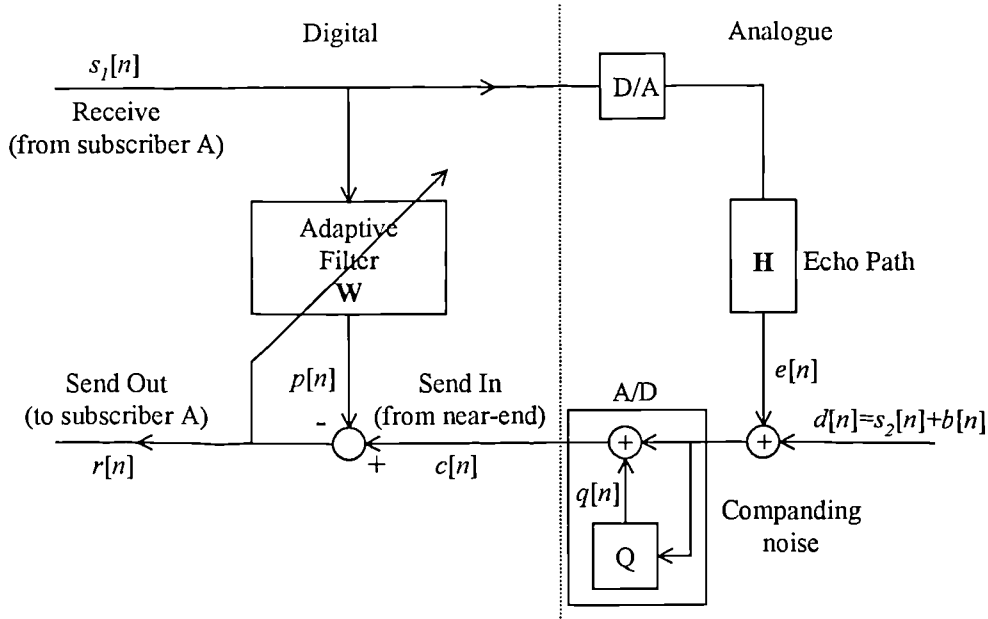 Digital
Analogue
s₁[n]
D/A
Receive
(from subscriber A)
Adaptive
Filter
W
H
Echo Path
Send Out
(to subscriber A)
p[n]
Send In
(from near-end)
A/D
e[n]
d[n]=s₂[n]+b[n]
-
+
+
+
r[n]
c[n]
q[n]
Q
Companding
noise